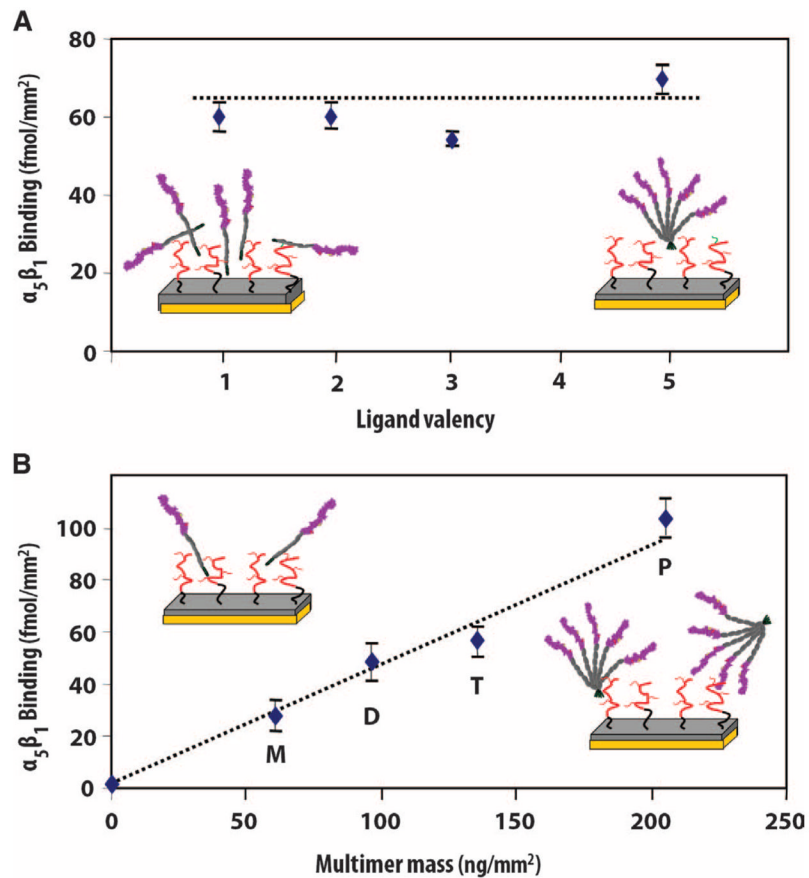 A
α5β1 Binding (fmol/mm²)
80
60
40
20
0
1 2 3 4 5
Ligand valency
B
α5β1 Binding (fmol/mm²)
100
80
60
40
20
0
M
D
T
P
0 50 100 150 200 250
Multimer mass (ng/mm²)